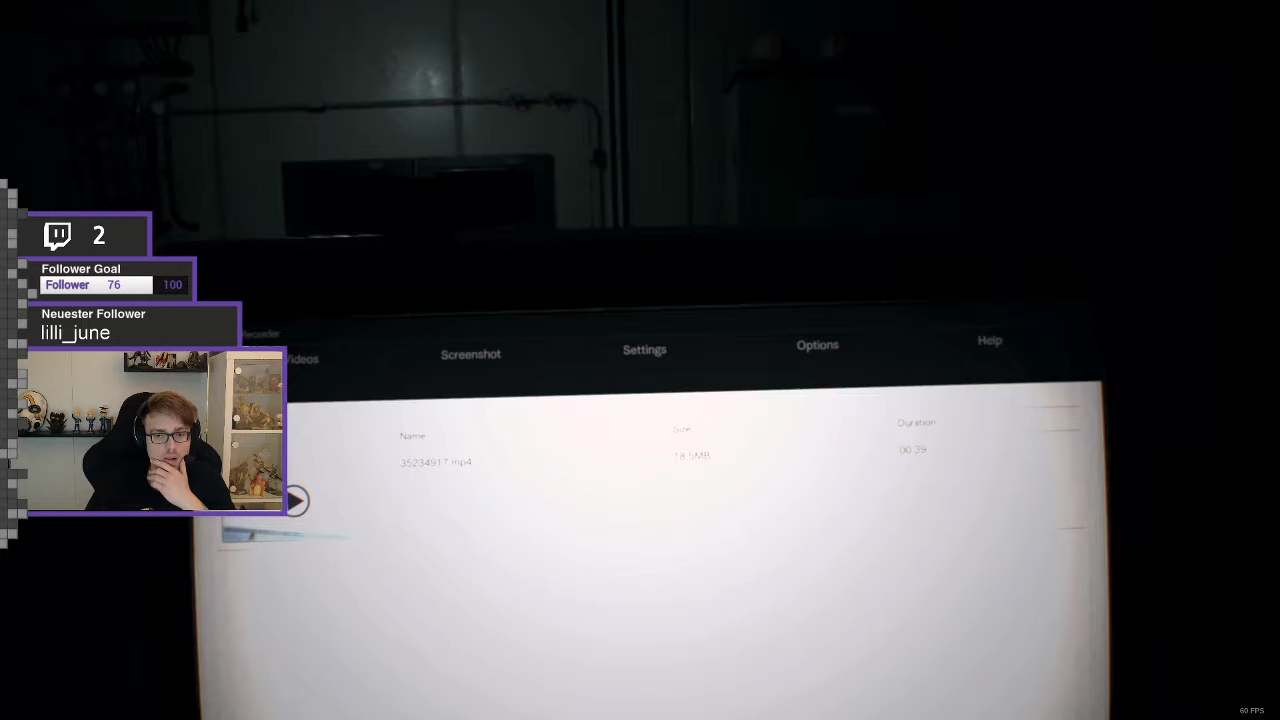 2
Follower Goal
Follower 76 100
Neuester Follower
lilli_june
Recorder
Videos Screenshot Settings Options Help
Name Size Duration
35234917.mp4 18.5MB 00:39
60 FPS